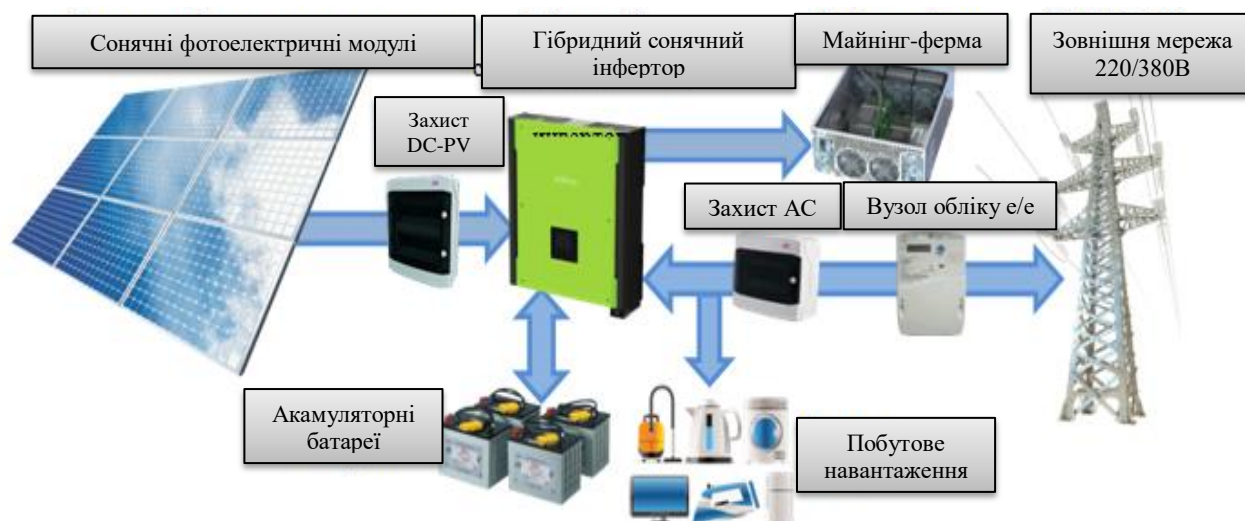 Сонячні фотоелектричні модулі
Гібридний сонячний
інфертор
Майнінг-ферма
Зовнішня мережа
220/380В
Захист
DC-PV
Захист АС
Вузол обліку е/е
Акамуляторні
батареї
Побутове
навантаження